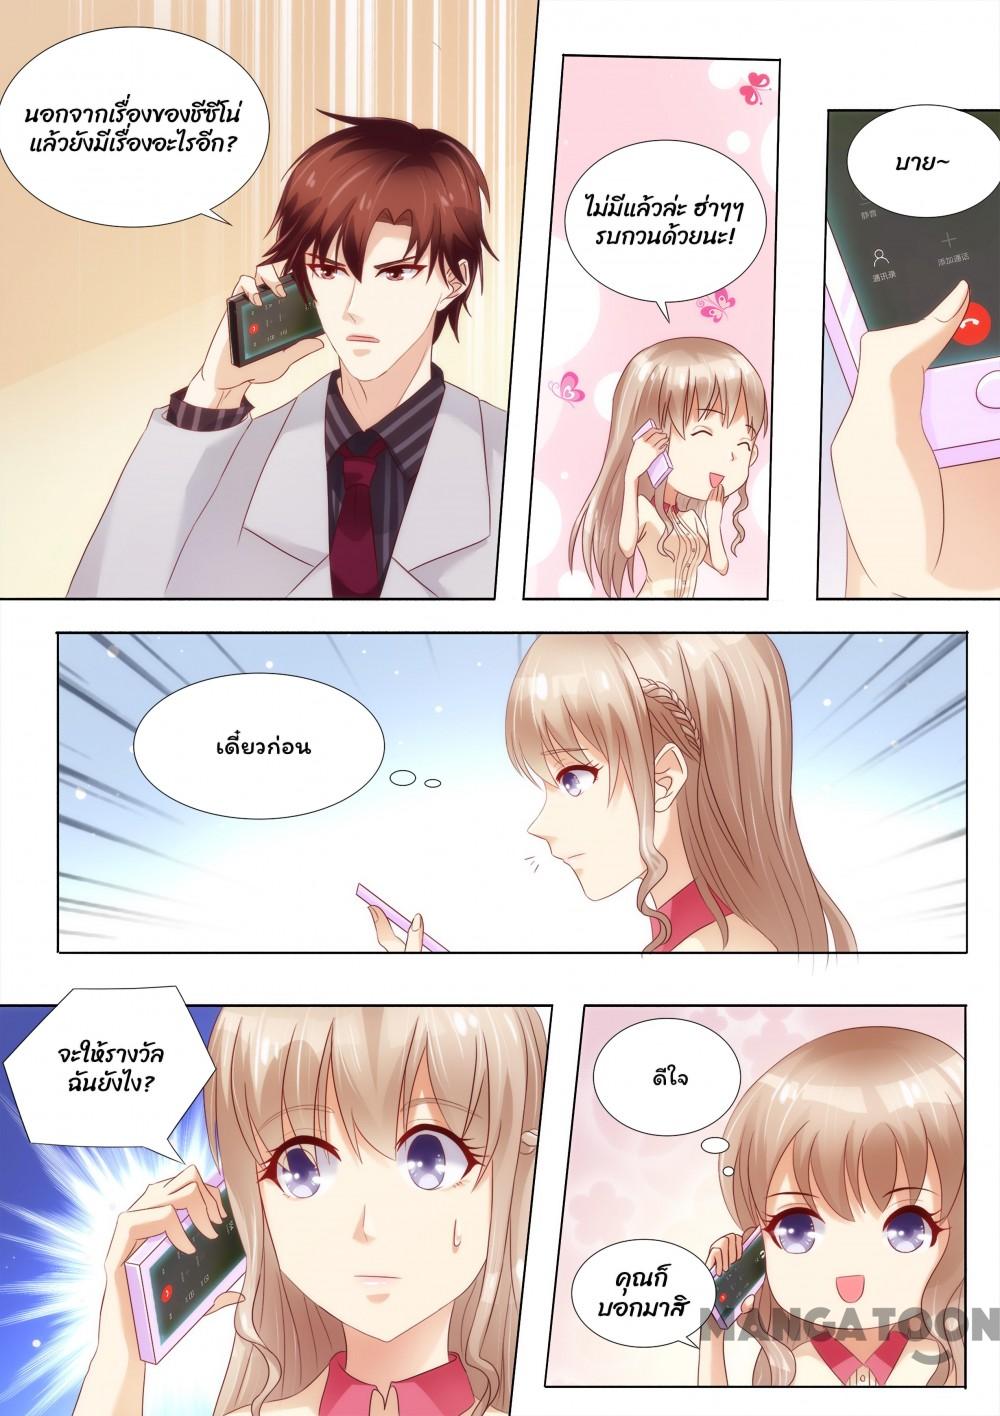 นอกจากเรื่องของชีซีโน่
แล้วยังมีเรื่องอะไรอีก?
ไม่มีแล้วล่ะ ฮ่าๆๆ
รบกวนด้วยนะ!
บาย~
静音
通讯录
添加通话
เดี๋ยวก่อน
จะให้รางวัล
ฉันยังไง?
ดีใจ
คุณก็
บอกมาสิ
MANGATOON